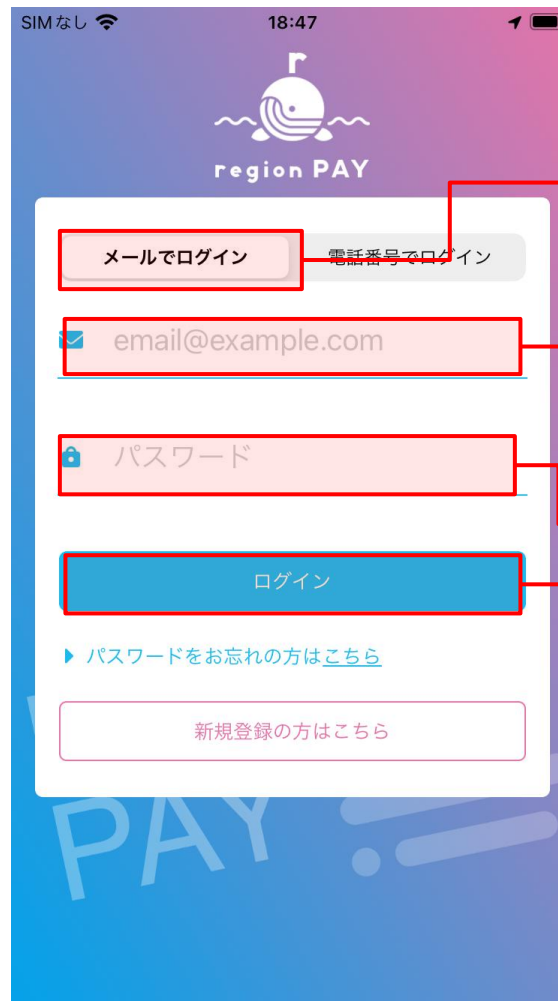 SIMなし
18:47
r
region PAY
メールでログイン
電話番号でログイン
email@example.com
パスワード
ログイン
パスワードをお忘れの方はこちら
新規登録の方はこちら
PAY